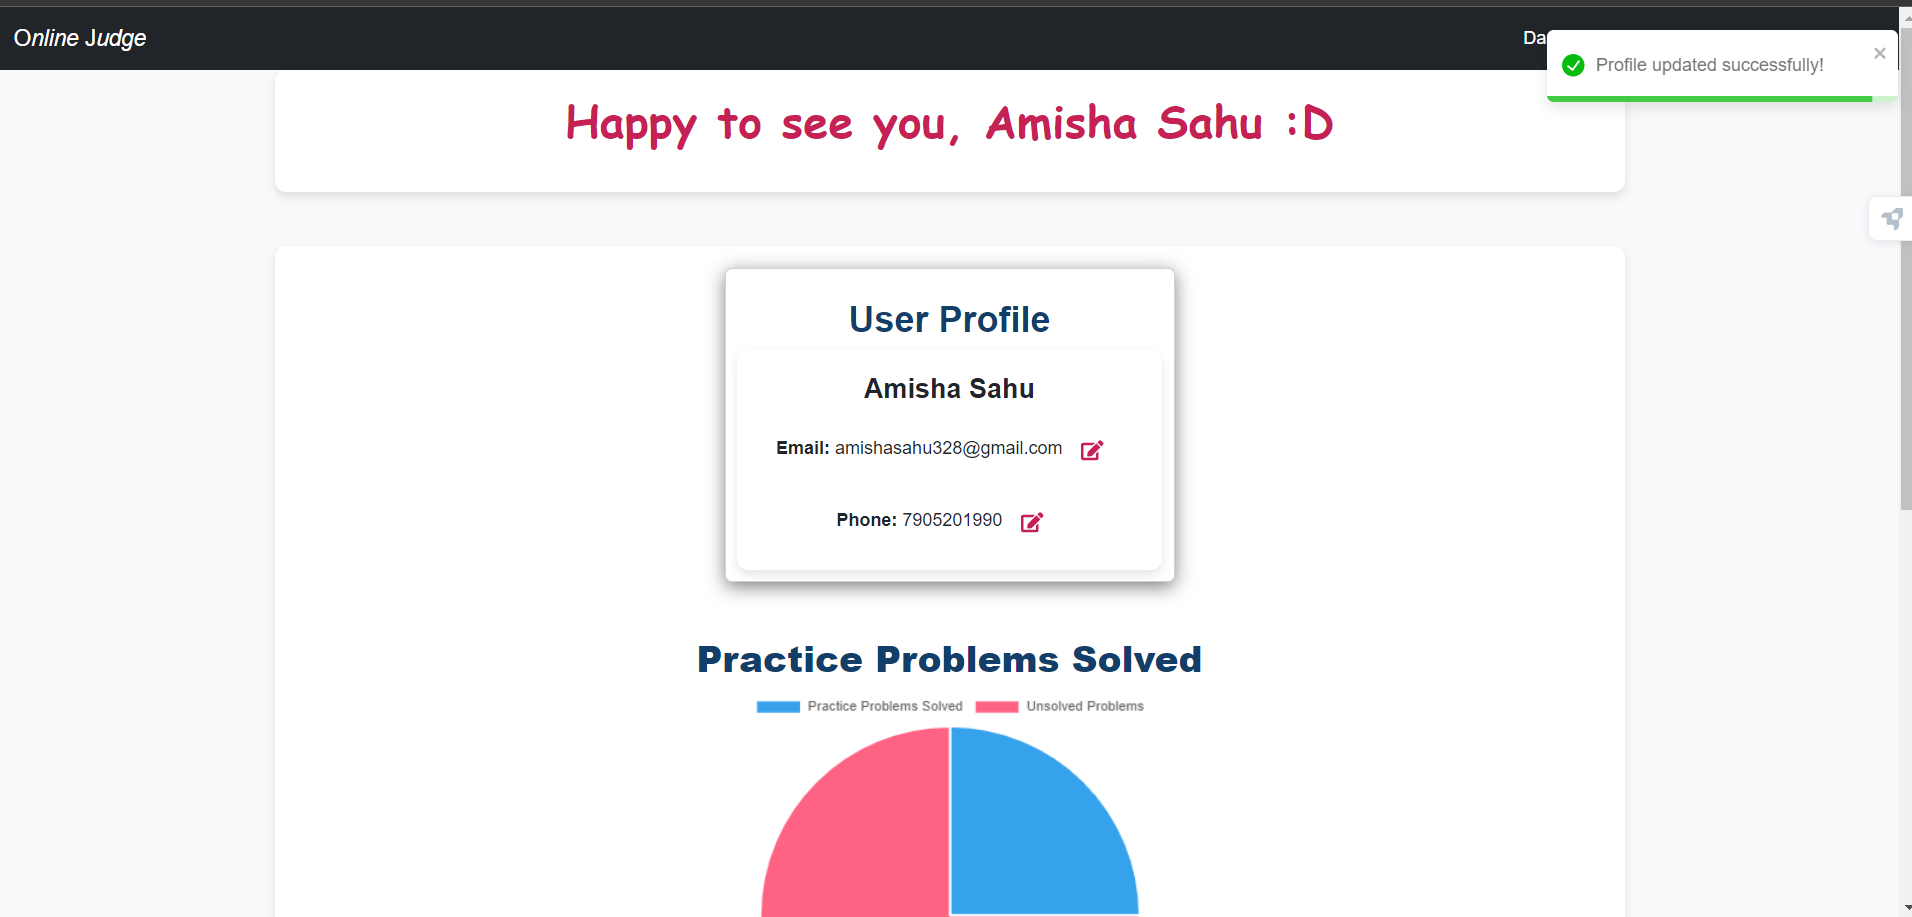 Online Judge
Da
Profile updated successfully!
Happy to see you, Amisha Sahu :D
User Profile
Amisha Sahu
Email: amishasahu328@gmail.com
Phone: 7905201990
Practice Problems Solved
Practice Problems Solved Unsolved Problems